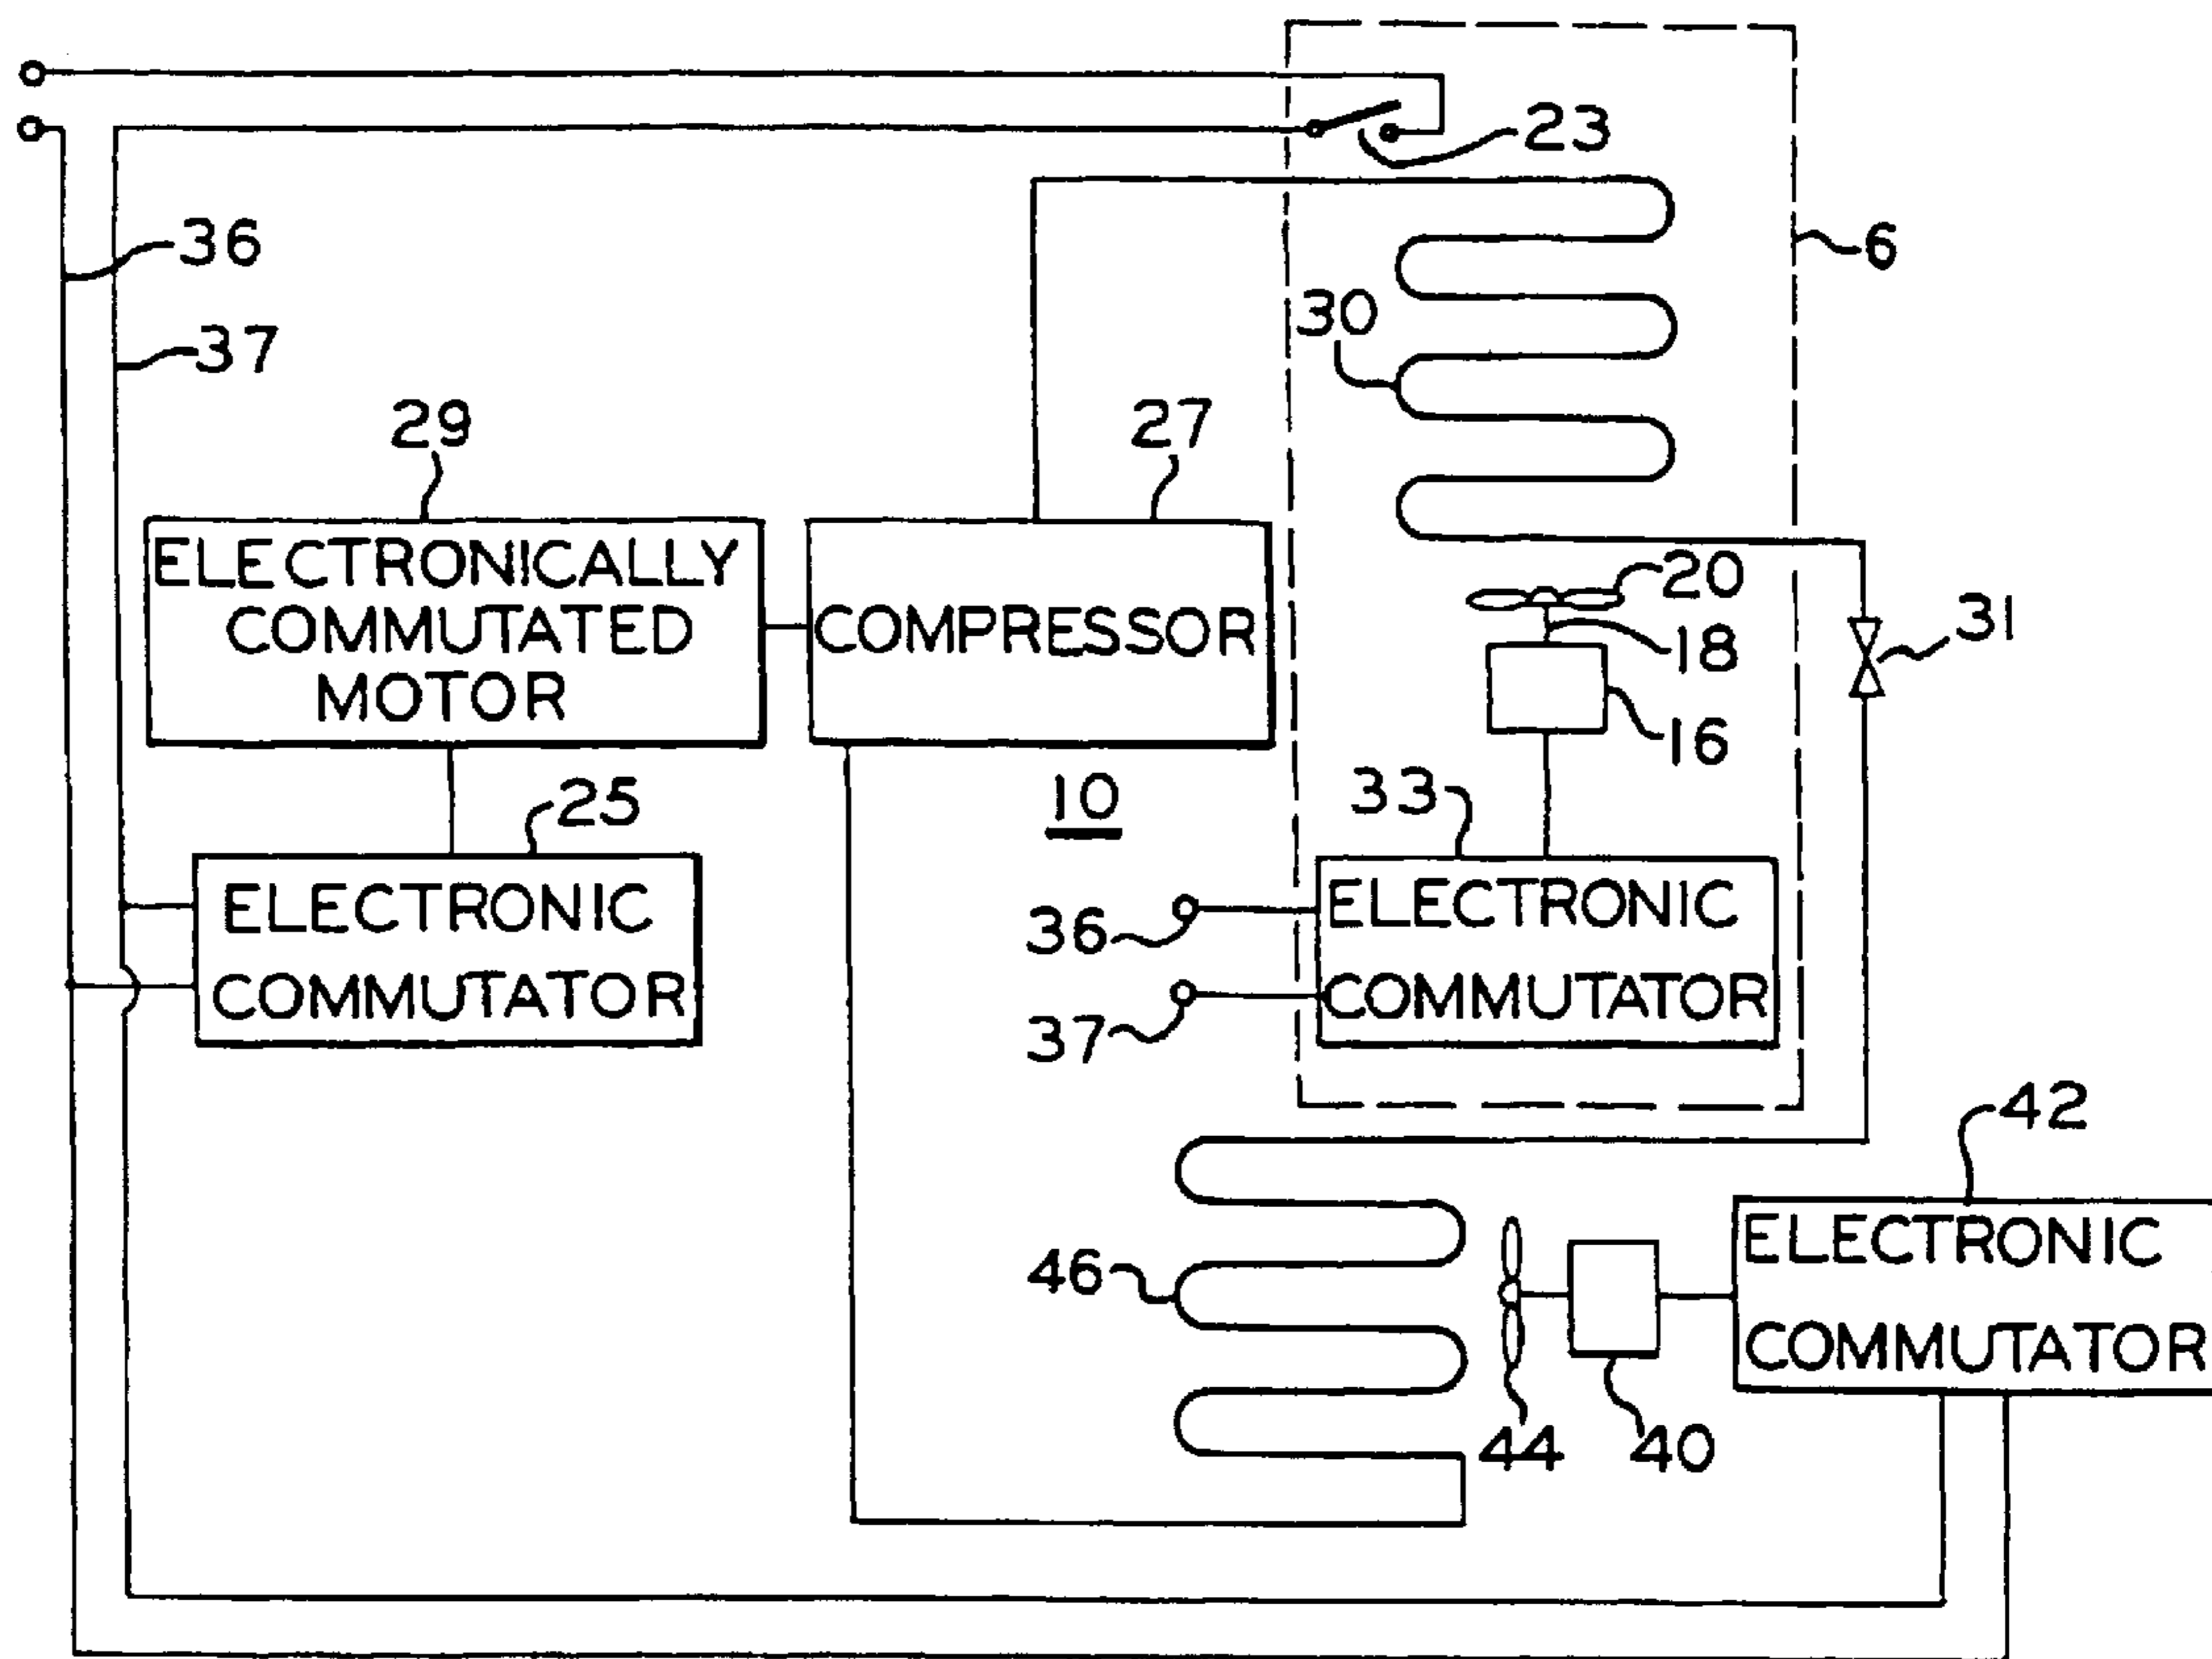 23
36
6
30
37
29
27
ELECTRONICALLY
COMMUTATED
MOTOR
COMPRESSOR
20
18
31
16
25
10
33
ELECTRONIC
COMMUTATOR
36
37
ELECTRONIC
COMMUTATOR
42
46
ELECTRONIC
COMMUTATOR
44
40